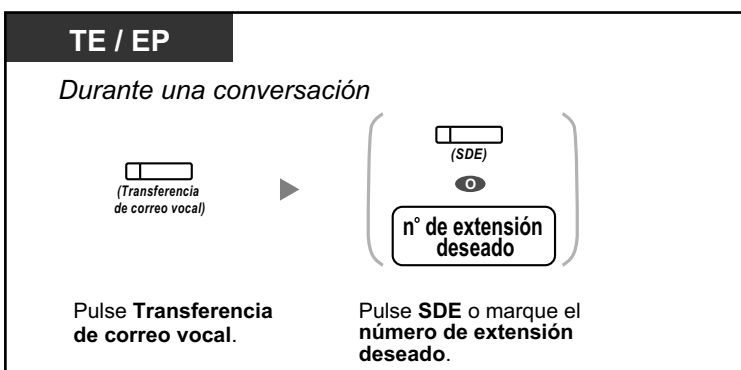 TE / EP
Durante una conversación
(Transferencia
de correo vocal)
(SDE)
O
n° de extensión
deseado
Pulse Transferencia
de correo vocal.
Pulse SDE o marque el
número de extensión
deseado.